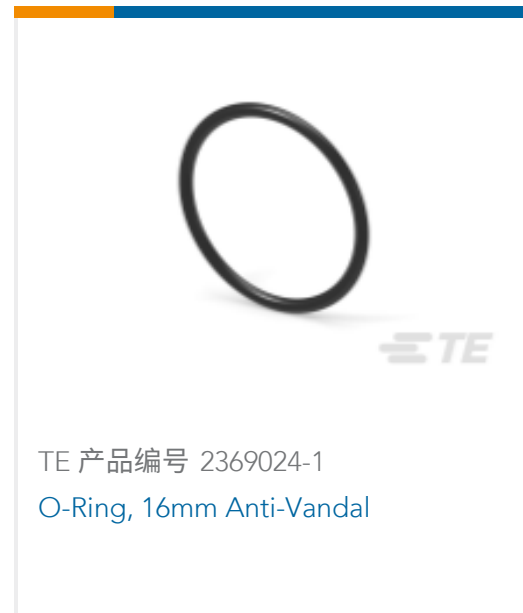 TE
TE 产品编号 2369024-1
O-Ring, 16mm Anti-Vandal